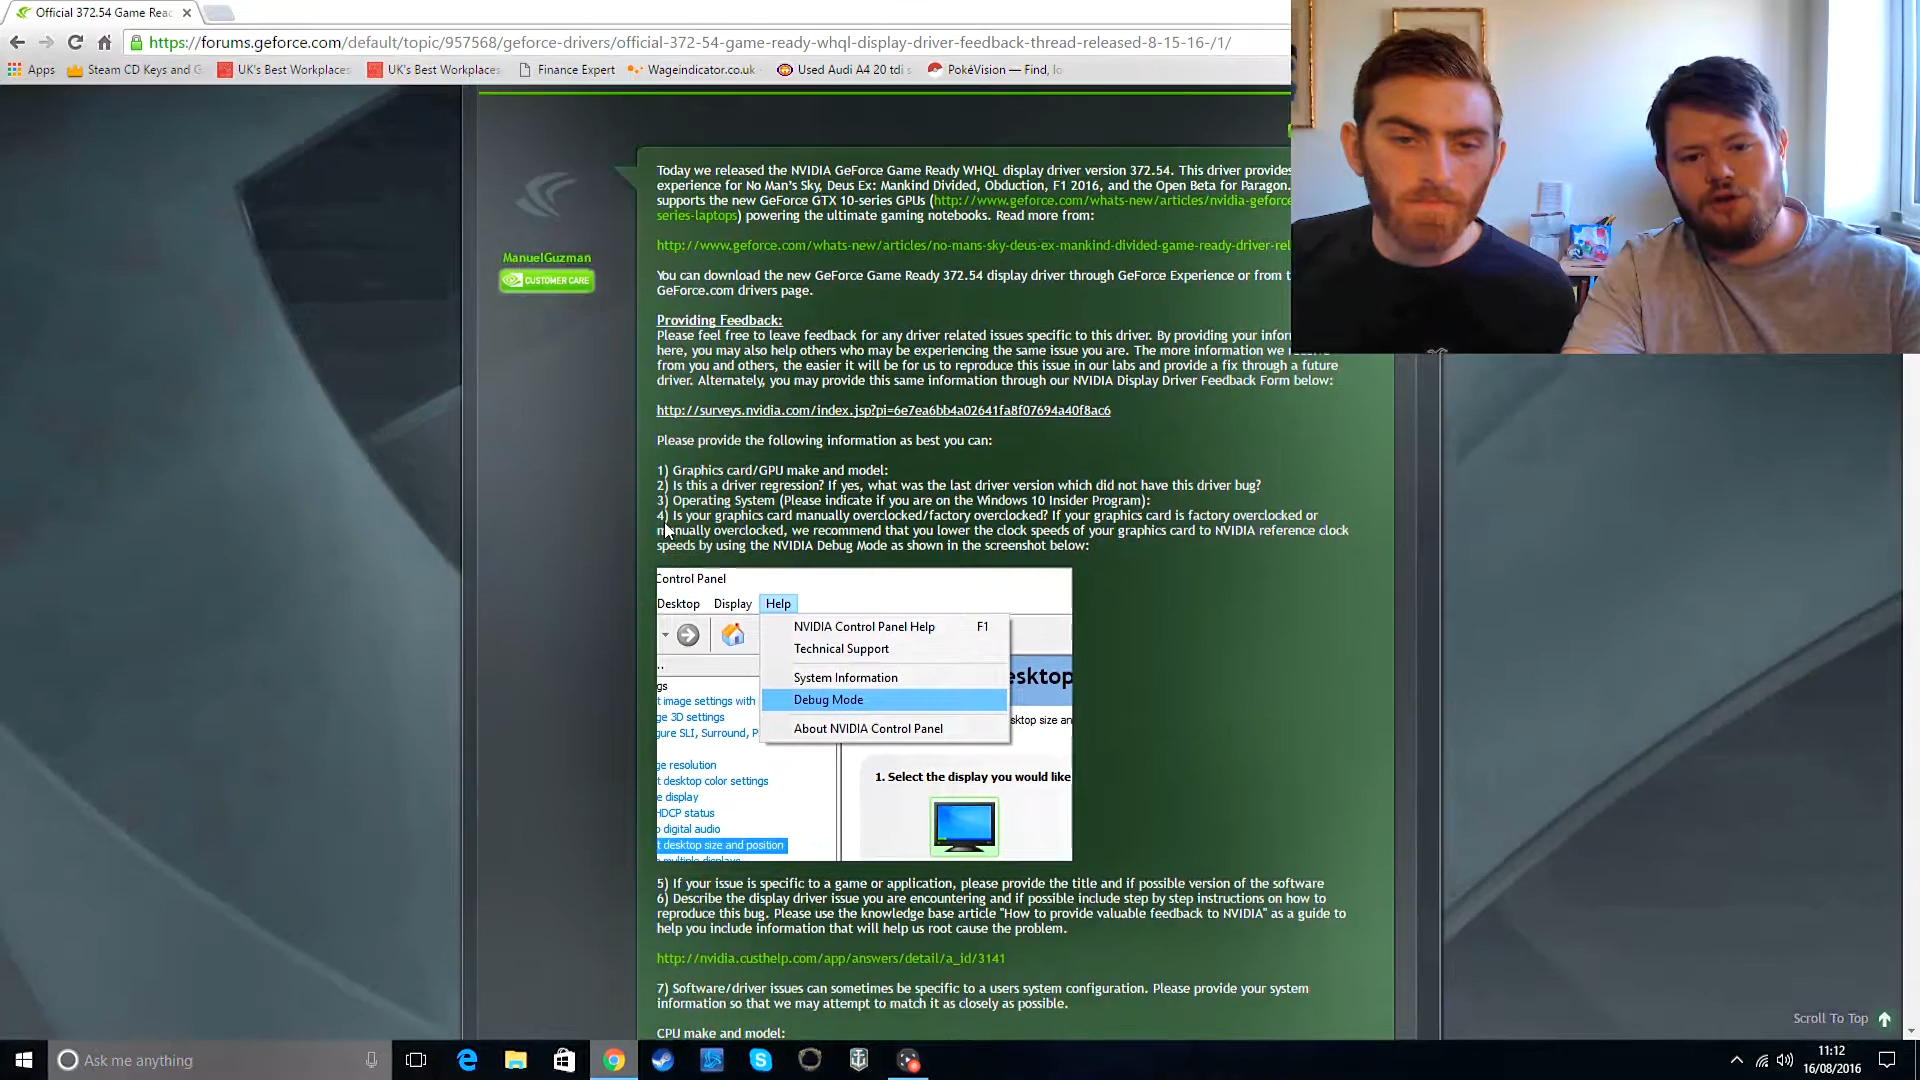 Official 372.54 Game Rea
https://forums.geforce.com/default/topic/957568/geforce-drivers/official-372-54-game-ready-whql-display-driver-feedback-thread-released-8-15-16-/1/
Apps Steam CD Keys and G UK's Best Workplaces UK's Best Workplaces Finance Expert Wageindicator.co.uk Used Audi A4 20 tdi s PokéVision — Find, lo
Today we released the NVIDIA GeForce Game Ready WHQL display driver version 372.54. This driver provides
experience for No Man's Sky, Deus Ex: Mankind Divided, Obduction, F1 2016, and the Open Beta for Paragon.
supports the new GeForce GTX 10-series GPUs (http://www.geforce.com/whats-new/articles/nvidia-geforce
series-laptops) powering the ultimate gaming notebooks. Read more from:
http://www.geforce.com/whats-new/articles/no-mans-sky-deus-ex-mankind-divided-game-ready-driver-rel
ManuelGuzman
CUSTOMER CARE
You can download the new GeForce Game Ready 372.54 display driver through GeForce Experience or from t
GeForce.com drivers page.
Providing Feedback:
Please feel free to leave feedback for any driver related issues specific to this driver. By providing your infor
here, you may also help others who may be experiencing the same issue you are. The more information we
from you and others, the easier it will be for us to reproduce this issue in our labs and provide a fix through a future
driver. Alternately, you may provide this same information through our NVIDIA Display Driver Feedback Form below:
http://surveys.nvidia.com/index.jsp?pi=6e7ea6bb4a02641fa8f07694a40f8ac6
Please provide the following information as best you can:
1) Graphics card/GPU make and model:
2) Is this a driver regression? If yes, what was the last driver version which did not have this driver bug?
3) Operating System (Please indicate if you are on the Windows 10 Insider Program):
4) Is your graphics card manually overclocked/factory overclocked? If your graphics card is factory overclocked or
manually overclocked, we recommend that you lower the clock speeds of your graphics card to NVIDIA reference clock
speeds by using the NVIDIA Debug Mode as shown in the screenshot below:
Control Panel
Desktop Display Help
NVIDIA Control Panel Help F1
Technical Support
System Information
Debug Mode
About NVIDIA Control Panel
esktop
sktop size an
gs
t image settings with
ge 3D settings
ure SLI, Surround, P
ge resolution
t desktop color settings
e display
HDCP status
o digital audio
t desktop size and position
1. Select the display you would like
5) If your issue is specific to a game or application, please provide the title and if possible version of the software
6) Describe the display driver issue you are encountering and if possible include step by step instructions on how to
reproduce this bug. Please use the knowledge base article "How to provide valuable feedback to NVIDIA" as a guide to
help you include information that will help us root cause the problem.
http://nvidia.custhelp.com/app/answers/detail/a_id/3141
7) Software/driver issues can sometimes be specific to a users system configuration. Please provide your system
information so that we may attempt to match it as closely as possible.
CPU make and model:
Scroll To Top
Ask me anything
11:12
16/08/2016